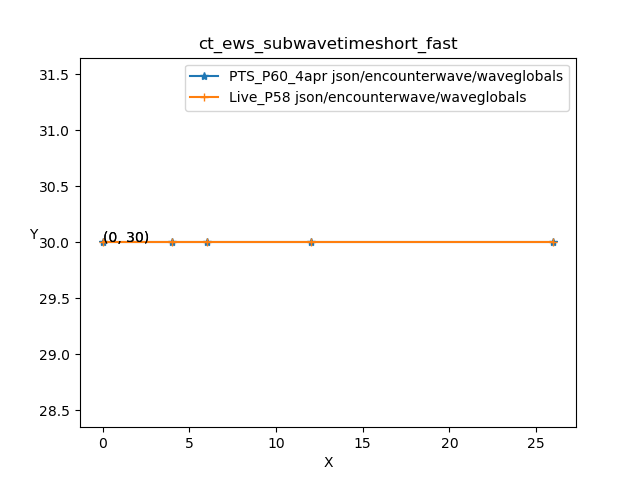 ct_ews_subwavetimeshort_fast
PTS_P60_4apr json/encounterwave/waveglobals
Live_P58 json/encounterwave/waveglobals
31.5
31.0
30.5
Y
30.0
(0, 30)
29.5
29.0
28.5
0 5 10 15 20 25
X